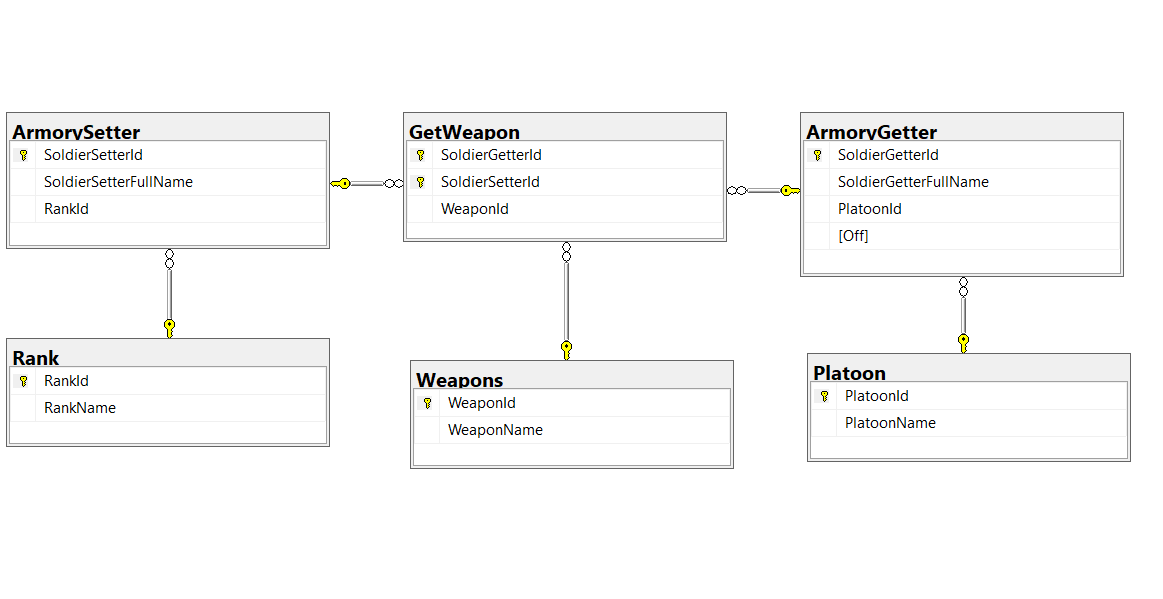 ArmorySetter
SoldierSetterId
SoldierSetterFullName
RankId
GetWeapon
SoldierGetterId
SoldierSetterId
WeaponId
ArmoryGetter
SoldierGetterId
SoldierGetterFullName
PlatoonId
[Off]
Rank
RankId
RankName
Weapons
WeaponId
WeaponName
Platoon
PlatoonId
PlatoonName